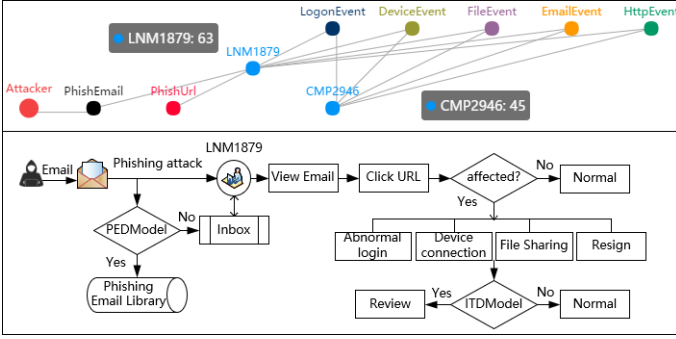 LogonEvent
DeviceEvent
FileEvent
EmailEvent
HttpEvent
LNM1879: 63
LNM1879
Attacker
PhishEmail
PhishUrl
CMP2946
CMP2946: 45
LNM1879
Email
Phishing attack
View Email
Click URL
affected?
No
Normal
Yes
PEDModel
No
Inbox
Abnormal
login
Device
connection
File Sharing
Resign
Yes
Phishing
Email Library
Review
Yes
ITDModel
No
Normal